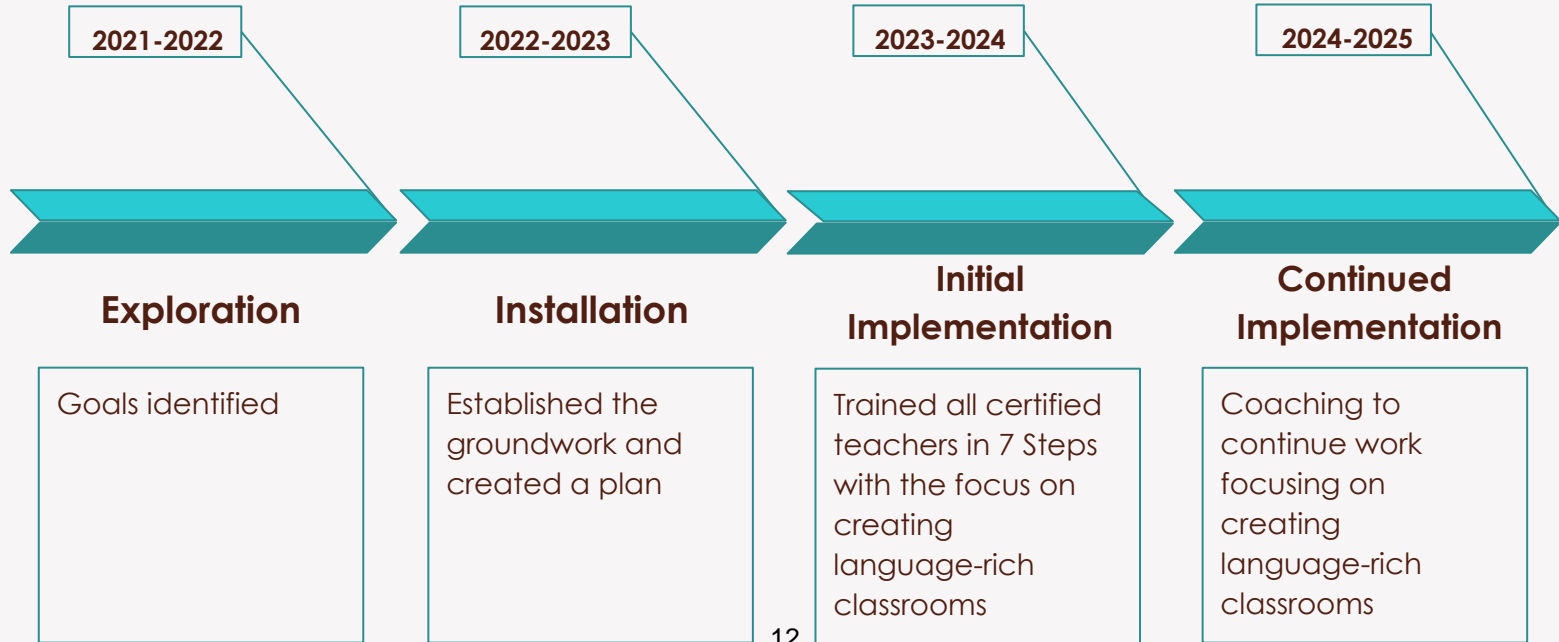 2021-2022
2022-2023
2023-2024
2024-2025
Exploration
Installation
Initial
Implementation
Continued
Implementation
Goals identified
Established the
groundwork and
created a plan
Trained all certified
teachers in 7 Steps
with the focus on
creating
language-rich
classrooms
Coaching to
continue work
focusing on
creating
language-rich
classrooms
12